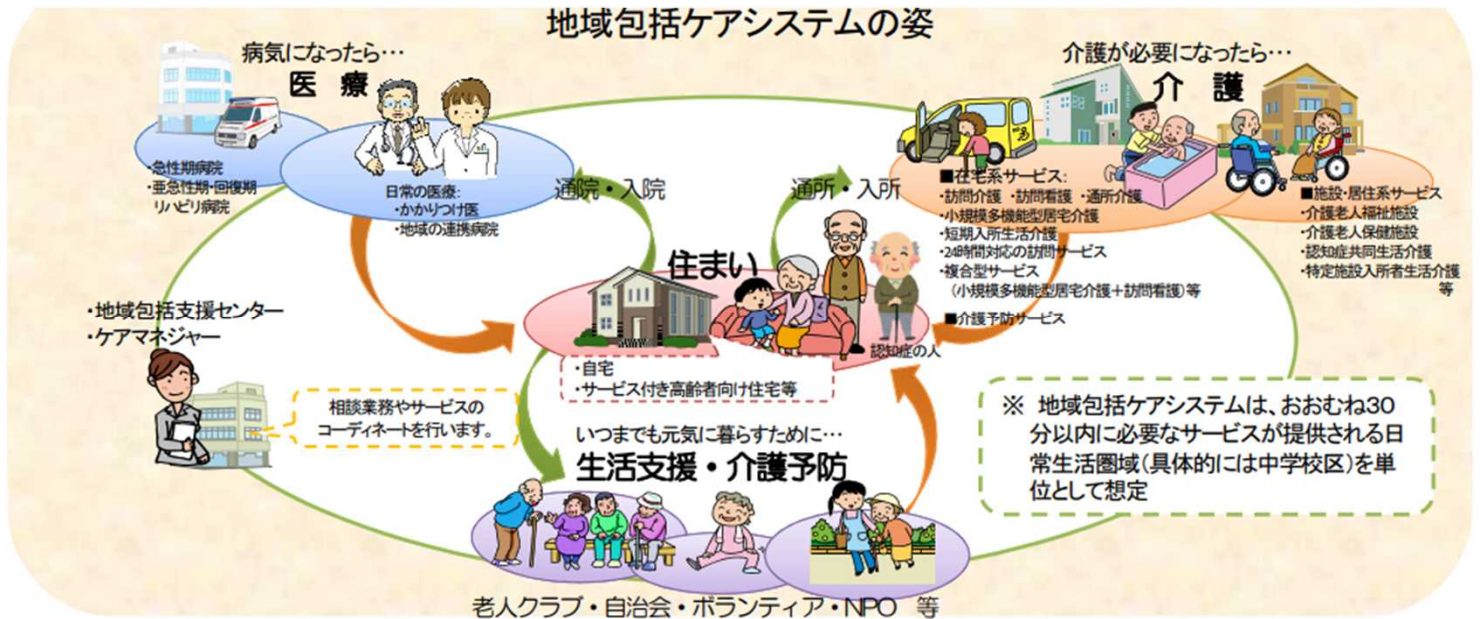 地域包括ケアシステムの姿
病気になったら…
医 療
・急性期病院
・亜急性期・回復期
リハビリ病院
日常の医療:
・かかりつけ医
・地域の連携病院
通院・入院
通所・入所
介護が必要になったら…
介 護
■在宅系サービス:
・訪問介護 ・訪問看護 ・通所介護
・小規模多機能型居宅介護
・短期入所生活介護
・24時間対応の訪問サービス
・複合型サービス
(小規模多機能型居宅介護+訪問看護)等
■介護予防サービス
■施設・居住系サービス
・介護老人福祉施設
・介護老人保健施設
・認知症共同生活介護
・特定施設入所者生活介護
等
住まい
認知症の人
・自宅
・サービス付き高齢者向け住宅等
・地域包括支援センター
・ケアマネジャー
相談業務やサービスの
コーディネートを行います。
いつまでも元気に暮らすために…
生活支援・介護予防
老人クラブ・自治会・ボランティア・NPO 等
※ 地域包括ケアシステムは、おおむね30
分以内に必要なサービスが提供される日
常生活圏域(具体的には中学校区)を単
位として想定